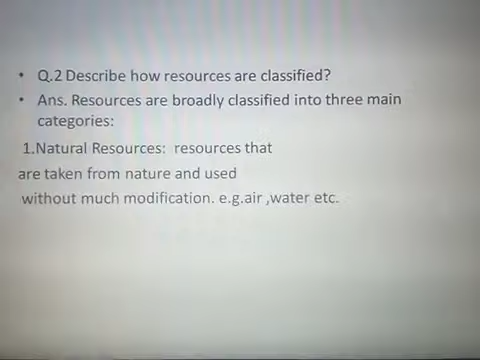 • Q.2 Describe how resources are classified?
• Ans. Resources are broadly classified into three main
categories:
1.Natural Resources: resources that
are taken from nature and used
without much modification. e.g.air ,water etc.